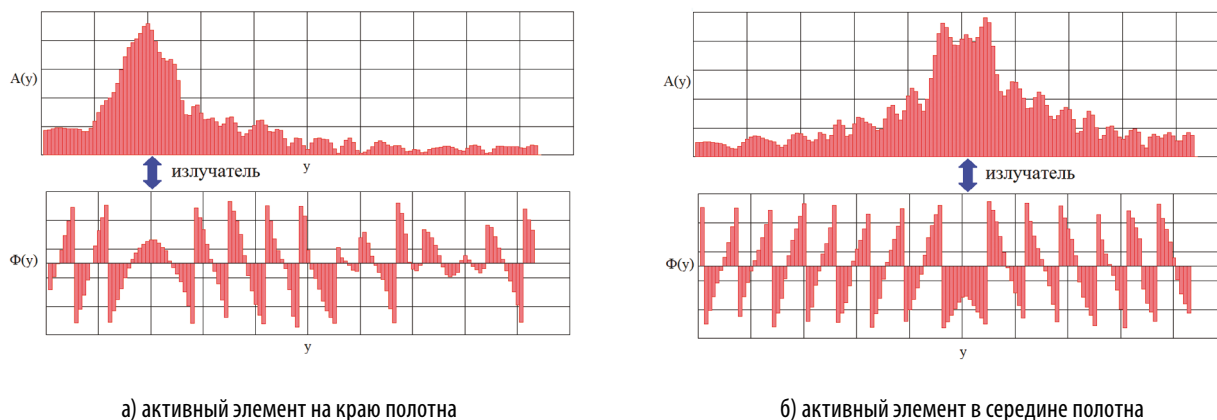 A(y)
излучатель
y
Φ(y)
y
а) активный элемент на краю полотна
A(y)
излучатель
Φ(y)
y
б) активный элемент в середине полотна